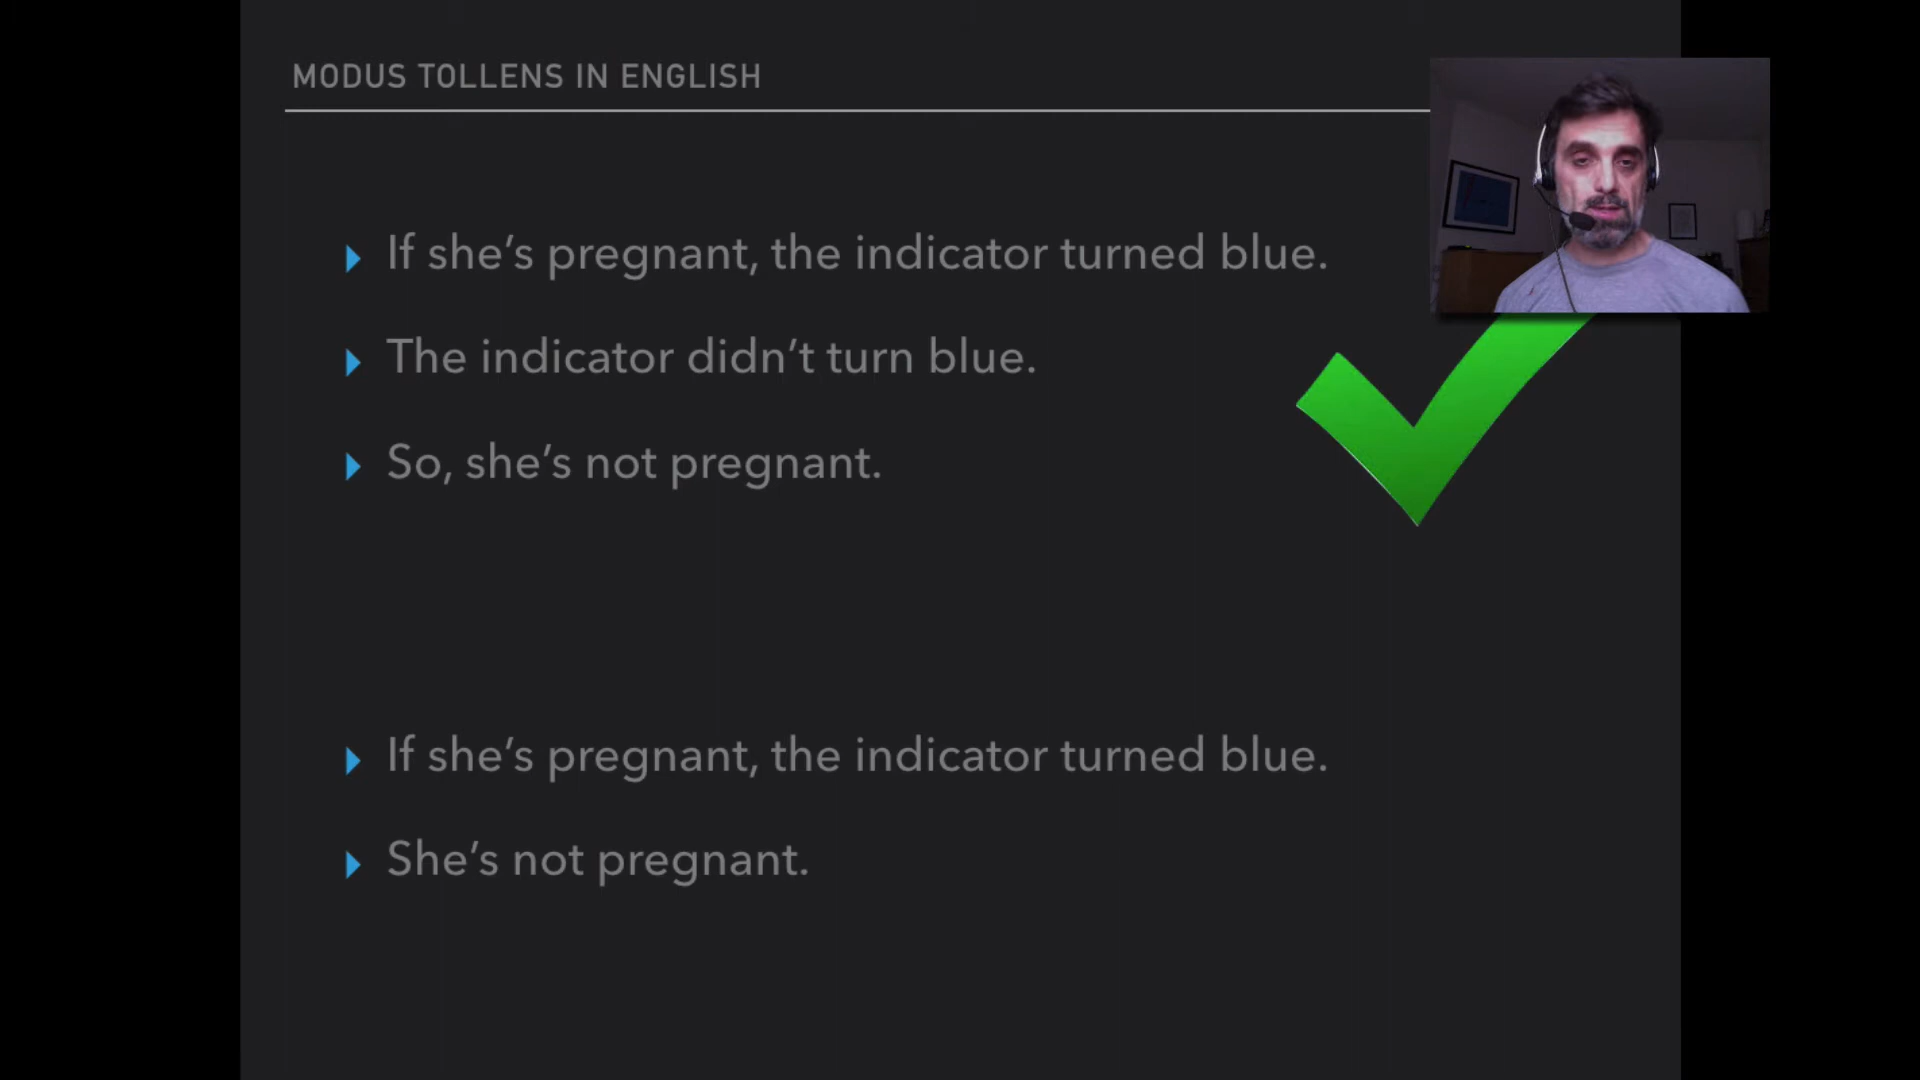 MODUS TOLLENS IN ENGLISH
If she’s pregnant, the indicator turned blue.
The indicator didn’t turn blue.
So, she’s not pregnant.
If she’s pregnant, the indicator turned blue.
She’s not pregnant.